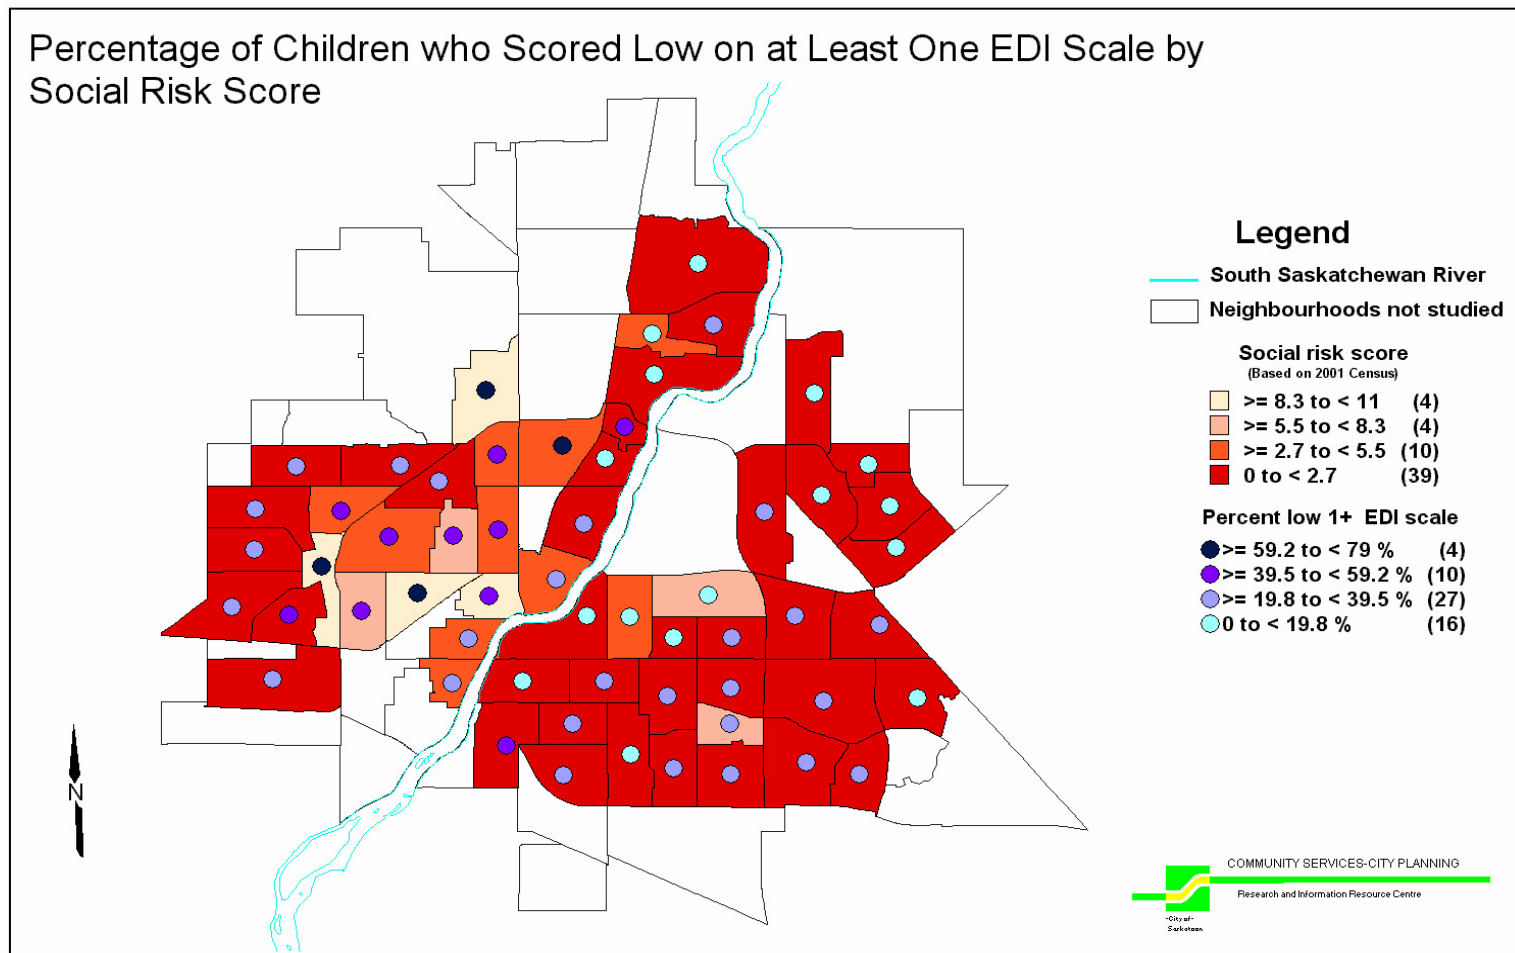 Percentage of Children who Scored Low on at Least One EDI Scale by
Social Risk Score
Legend
South Saskatchewan River
Neighbourhoods not studied
Social risk score
(Based on 2001 Census)
>= 8.3 to < 11 (4)
>= 5.5 to < 8.3 (4)
>= 2.7 to < 5.5 (10)
0 to < 2.7 (39)
Percent low 1+ EDI scale
>= 59.2 to < 79 % (4)
>= 39.5 to < 59.2 % (10)
>= 19.8 to < 39.5 % (27)
0 to < 19.8 % (16)
N
COMMUNITY SERVICES-CITY PLANNING
Research and Information Resource Centre
-City of-
Saskatoon